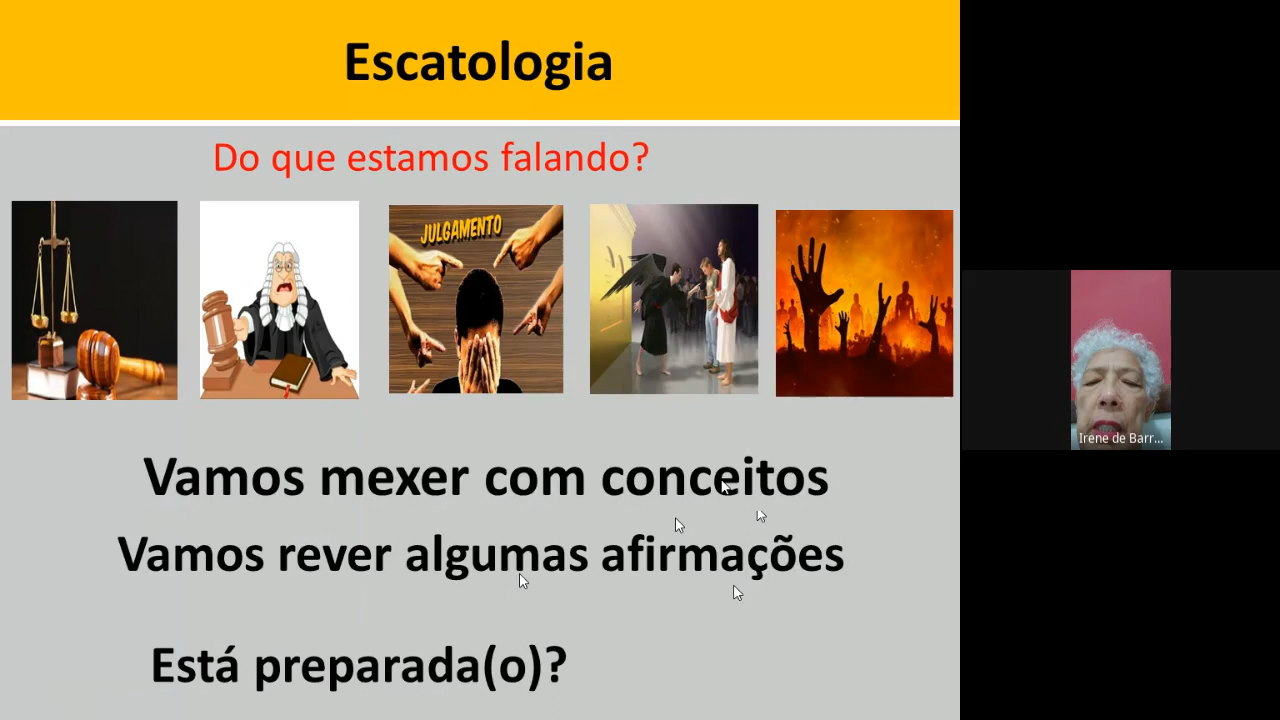 Escatologia
Do que estamos falando?
JULGAMENTO
Vamos mexer com conceitos
Vamos rever algumas afirmações
Está preparada(o)?
Irene de Barr...